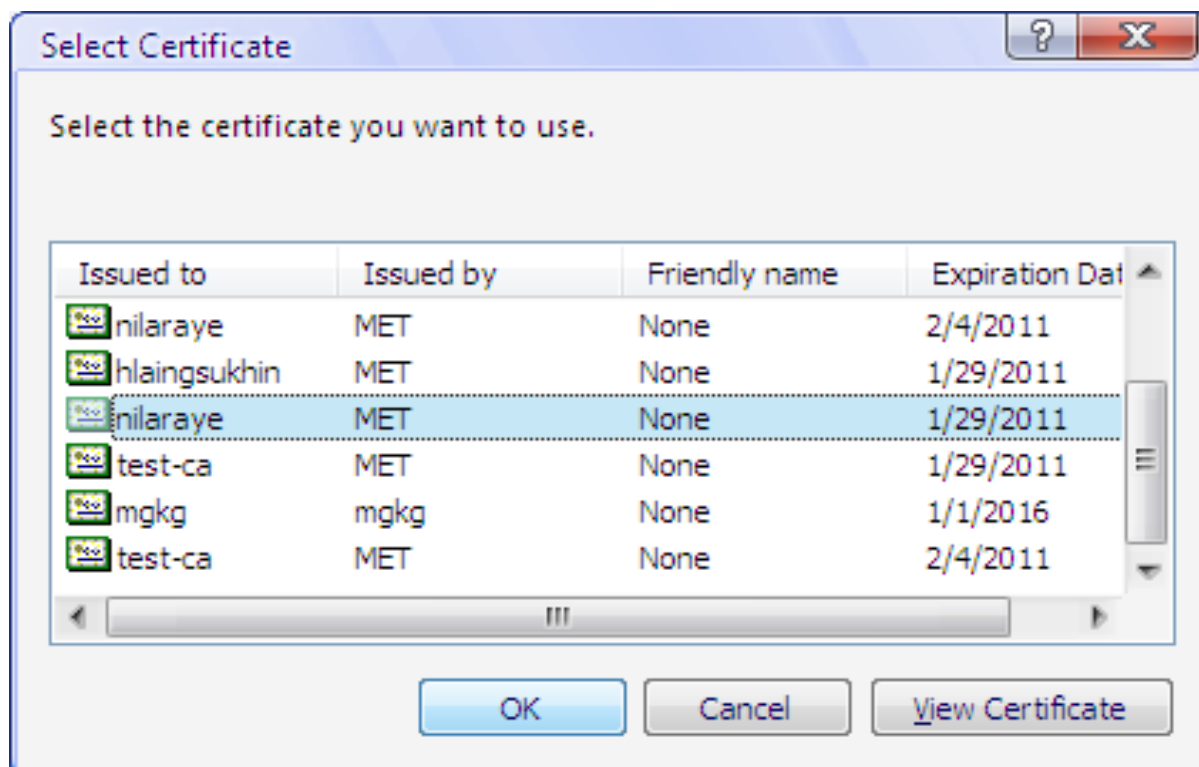 Select Certificate
Select the certificate you want to use.
Issued to Issued by Friendly name Expiration Dat
nilaraye MET None 2/4/2011
hlaingsukhin MET None 1/29/2011
nilaraye MET None 1/29/2011
test-ca MET None 1/29/2011
mgkg mgkg None 1/1/2016
test-ca MET None 2/4/2011
OK Cancel View Certificate